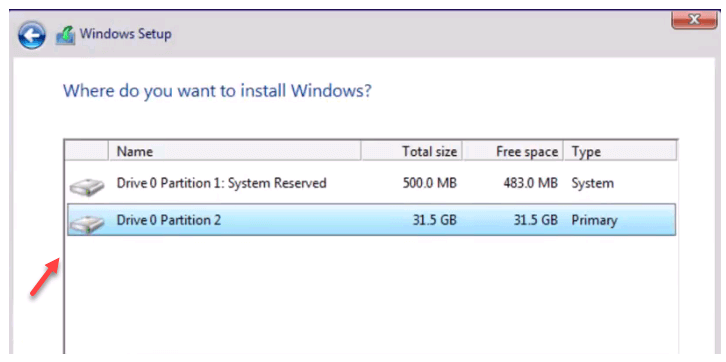 Windows Setup
Where do you want to install Windows?
Name Total size Free space Type
Drive 0 Partition 1: System Reserved 500.0 MB 483.0 MB System
Drive 0 Partition 2 31.5 GB 31.5 GB Primary